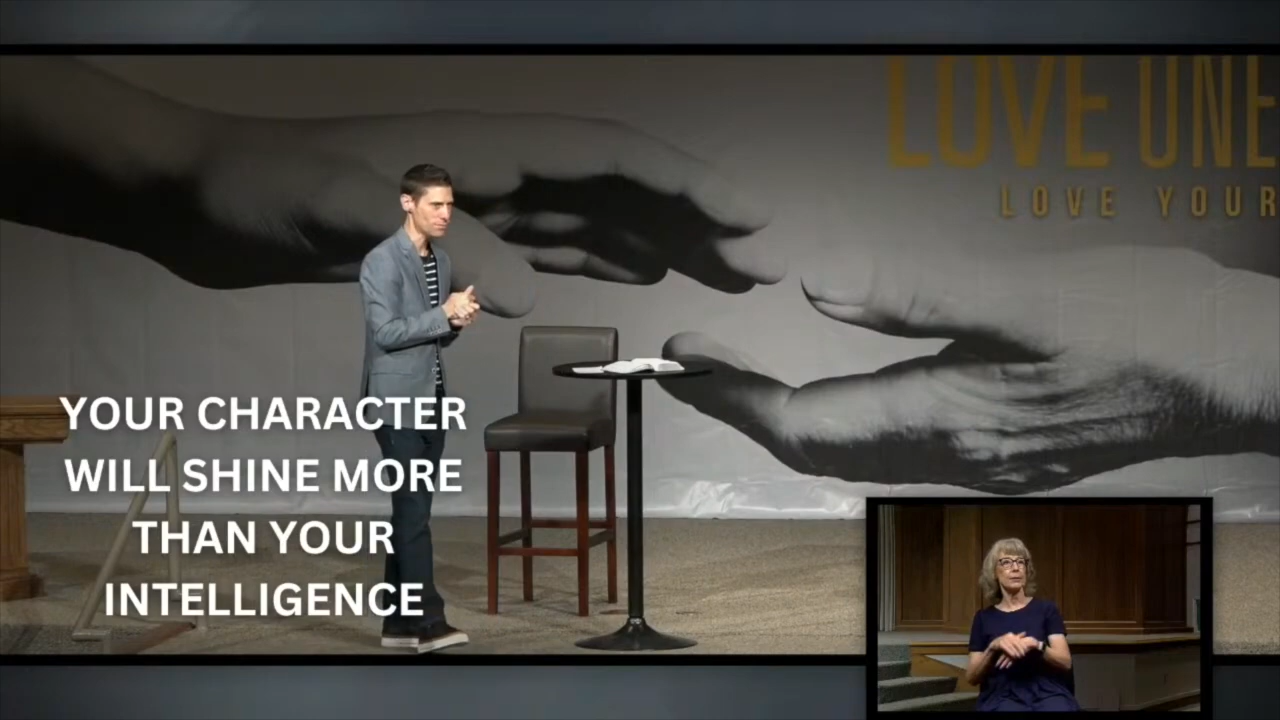 LOVE ONE
LOVE YOUR
YOUR CHARACTER
WILL SHINE MORE
THAN YOUR
INTELLIGENCE